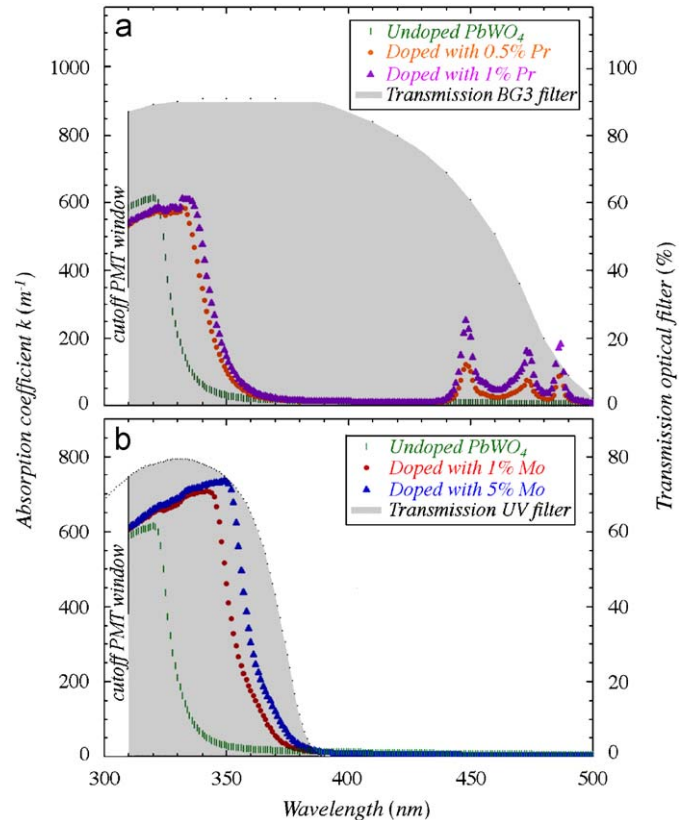 a
Undoped PbWO₄
Doped with 0.5% Pr
Doped with 1% Pr
Transmission BG3 filter
1000
800
600
400
200
0
100
80
60
40
20
0
cutoff PMT window
b
Undoped PbWO₄
Doped with 1% Mo
Doped with 5% Mo
Transmission UV filter
800
600
400
200
0
80
60
40
20
0
cutoff PMT window
Absorption coefficient k (m⁻¹)
Transmission optical filter (%)
300
350
400
450
500
Wavelength (nm)